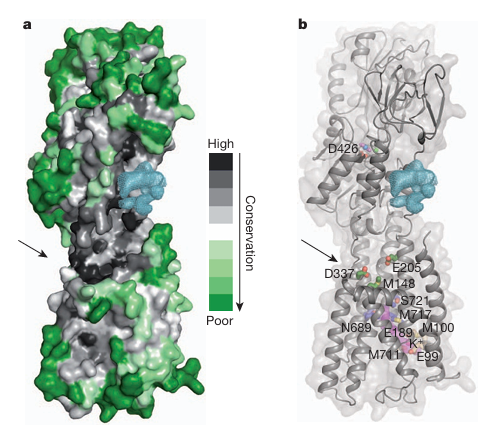 a
b
High
Conservation
Poor
D426
D337
E205
M148
S721
N689
M717
E189
M100
K+
M711
E99